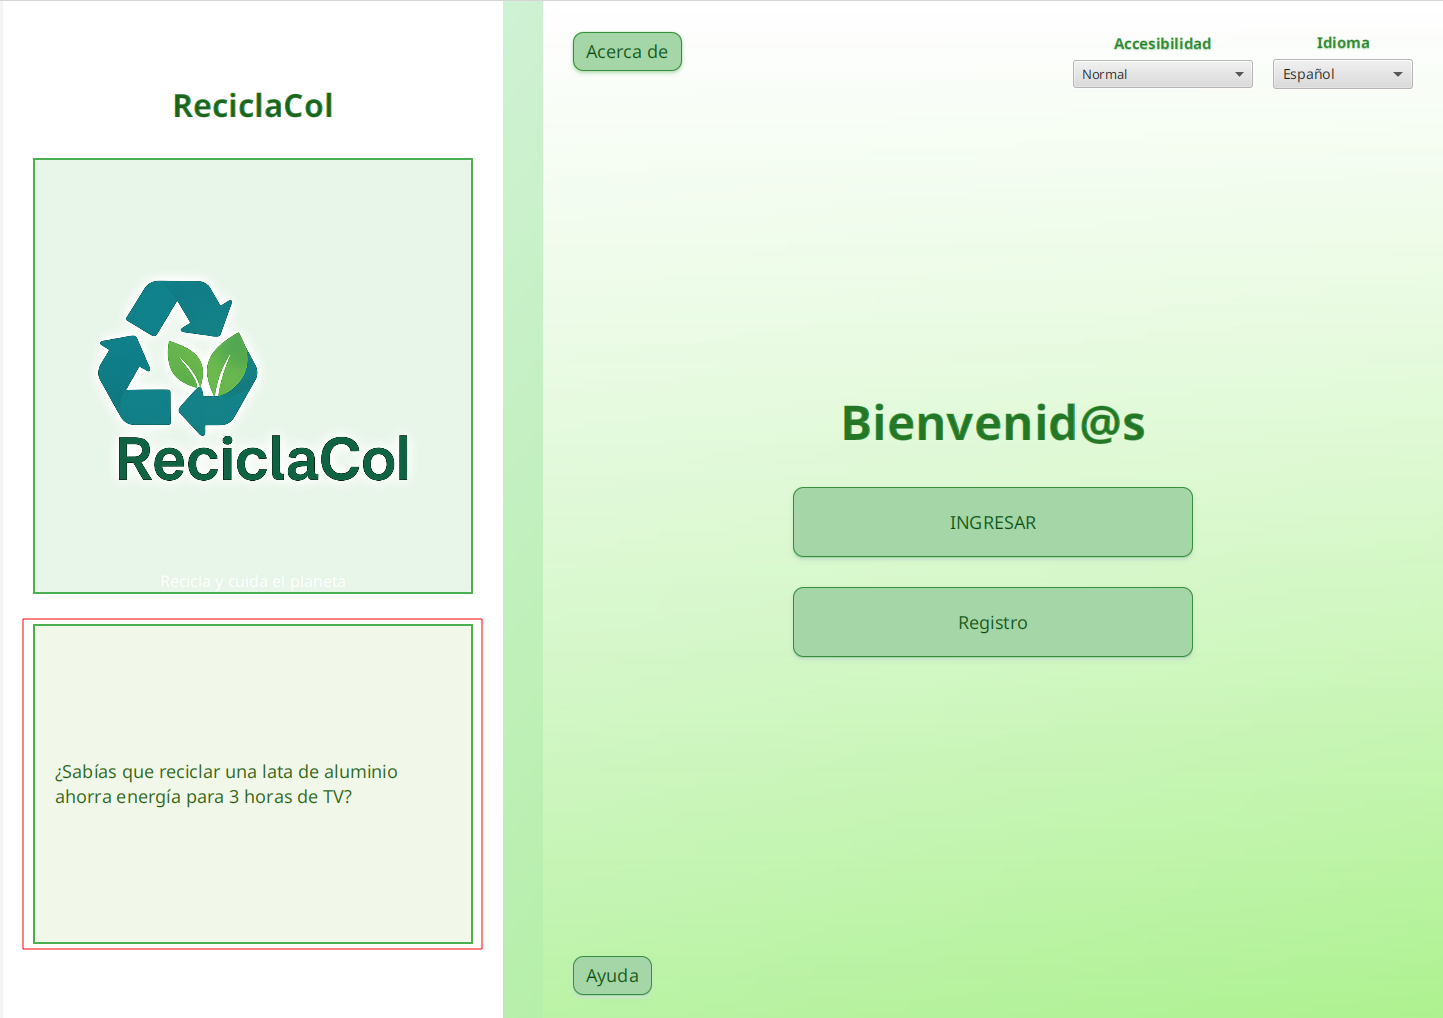 ReciclaCol
ReciclaCol
Recicla y cuida el planeta
¿Sabías que reciclar una lata de aluminio
ahorra energía para 3 horas de TV?
Acerca de
Accesibilidad
Normal
Idioma
Español
Bienvenid@s
INGRESAR
Registro
Ayuda